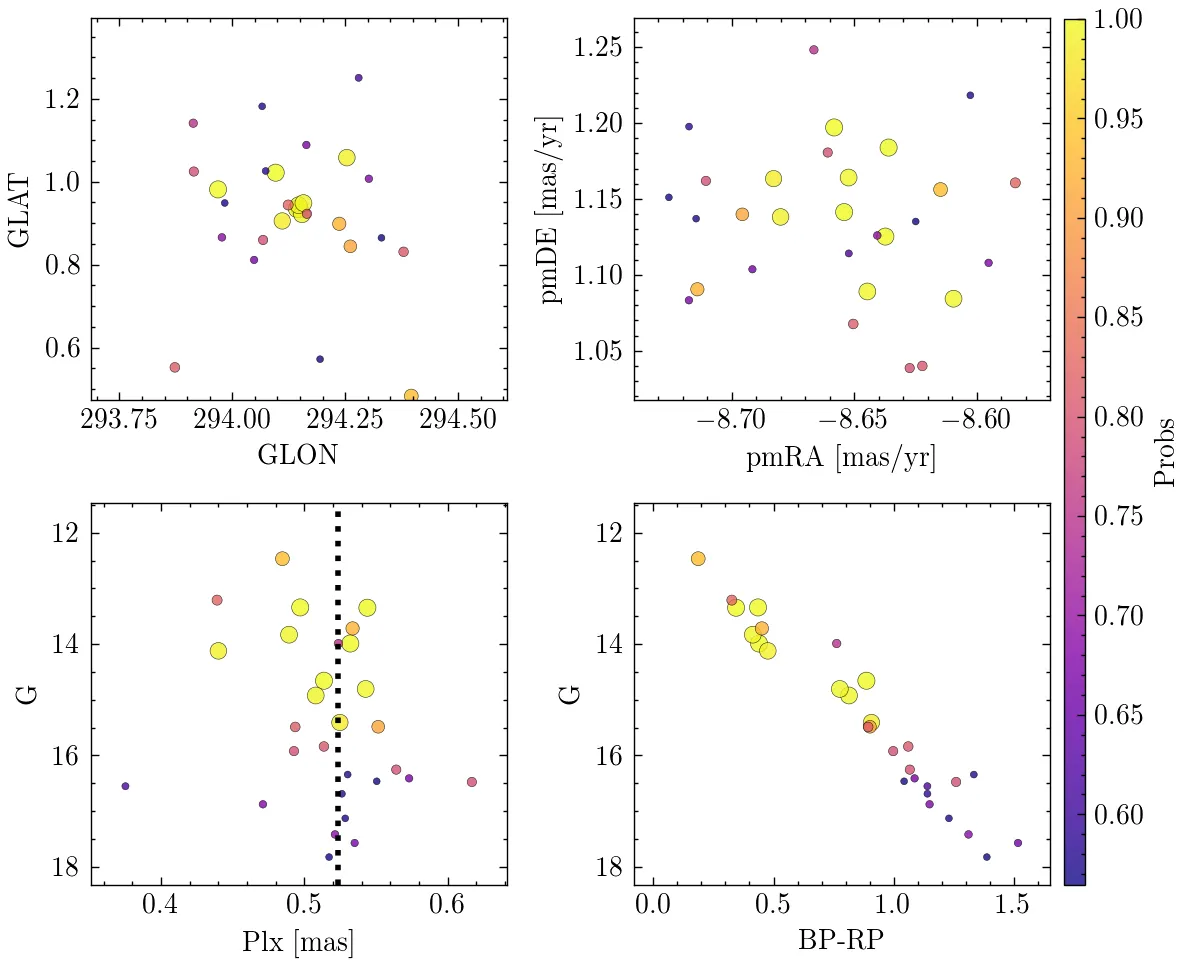 1.2
1.0
0.8
0.6
GLAT
293.75 294.00 294.25 294.50
GLON
1.25
1.20
1.15
1.10
1.05
pmDE [mas/yr]
−8.70 −8.65 −8.60
pmRA [mas/yr]
12
14
16
18
G
0.4 0.5 0.6
Plx [mas]
12
14
16
18
G
0.0 0.5 1.0 1.5
BP-RP
1.00
0.95
0.90
0.85
0.80
0.75
0.70
0.65
0.60
Probs